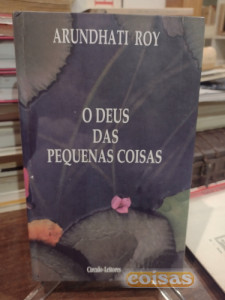 ARUNDHATI ROY
O DEUS
DAS
PEQUENAS COISAS
Círculo-Leitores
coisas